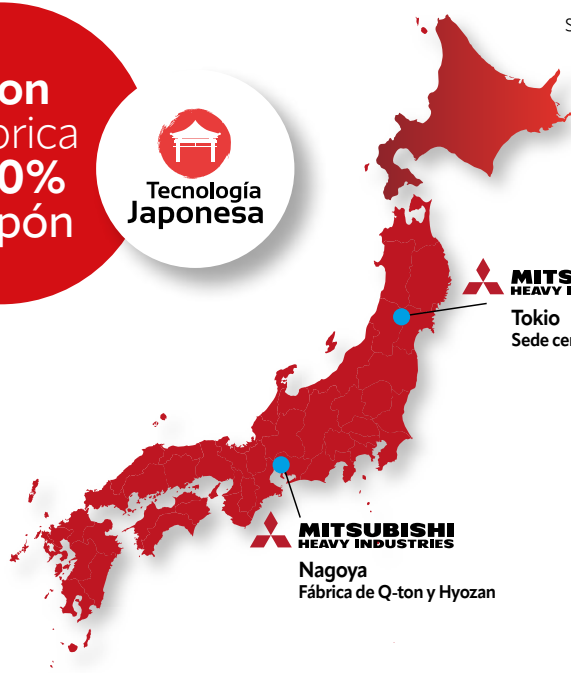 on
brica
0%
pón
Tecnología
Japonesa
S
MITS
HEAVY I
Tokio
Sede cen
MITSUBISHI
HEAVY INDUSTRIES
Nagoya
Fábrica de Q-ton y Hyozan